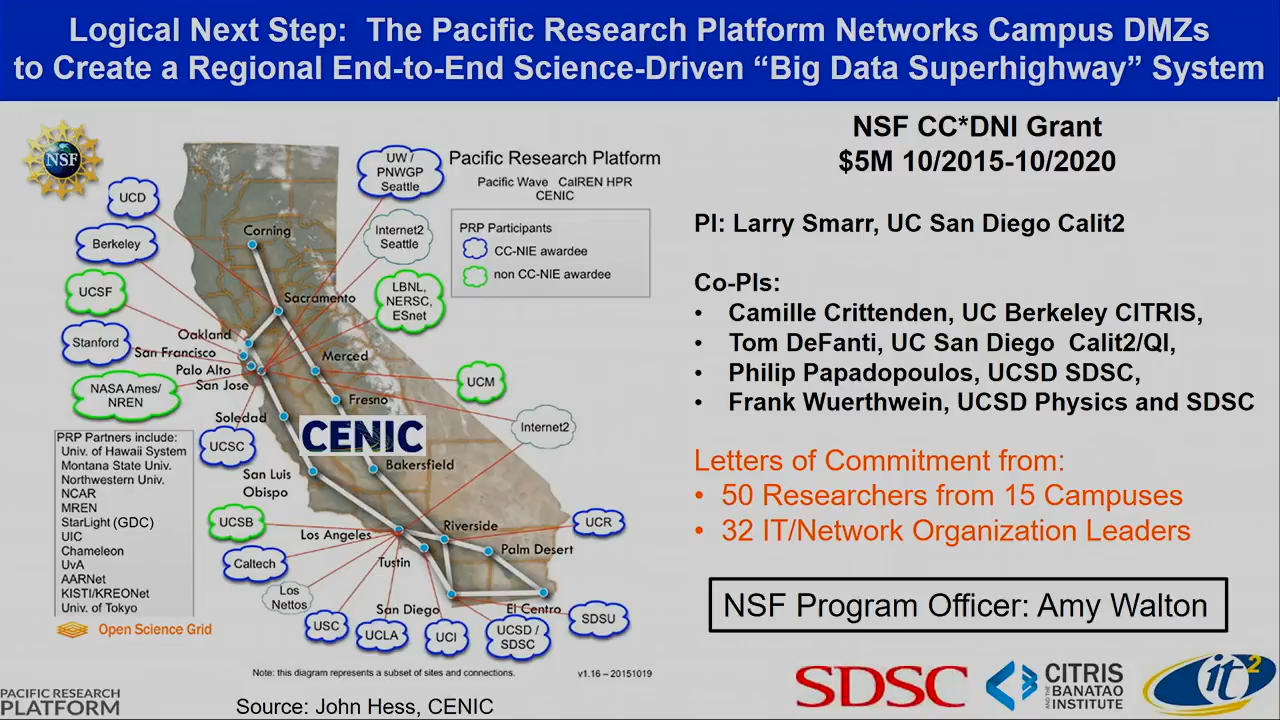 Logical Next Step: The Pacific Research Platform Networks Campus DMZs
to Create a Regional End-to-End Science-Driven “Big Data Superhighway” System
NSF
NSF CC*DNI Grant
$5M 10/2015-10/2020
PI: Larry Smarr, UC San Diego Calit2
Co-PIs:
• Camille Crittenden, UC Berkeley CITRIS,
• Tom DeFanti, UC San Diego Calit2/QI,
• Philip Papadopoulos, UCSD SDSC,
• Frank Wuerthwein, UCSD Physics and SDSC
Letters of Commitment from:
• 50 Researchers from 15 Campuses
• 32 IT/Network Organization Leaders
NSF Program Officer: Amy Walton
Pacific Research Platform
Pacific Wave CalREN HPR
CENIC
PRP Participants
CC-NIE awardee
non CC-NIE awardee
UW /
PNWGP
Seattle
Internet2
Seattle
LBNL,
NERSC,
ESnet
UCD
Berkeley
UCSF
Stanford
NASA Ames/
NREN
UCSC
UCM
Internet2
UCSB
Caltech
Los
Nettos
USC
UCLA
UCI
UCSD /
SDSC
SDSU
UCR
Corning
Sacramento
Oakland
San Francisco
Palo Alto
San Jose
Merced
Fresno
Soledad
CENIC
San Luis
Obispo
Bakersfield
Los Angeles
Riverside
Tustin
Palm Desert
San Diego
El Centro
PRP Partners include:
Univ. of Hawaii System
Montana State Univ.
Northwestern Univ.
NCAR
MREN
StarLight (GDC)
UIC
Chameleon
UvA
AARNet
KISTI/KREONet
Univ. of Tokyo
Open Science Grid
Note: this diagram represents a subset of sites and connections.
v1.16 – 20151019
PACIFIC RESEARCH
PLATFORM
Source: John Hess, CENIC
SDSC
CITRIS
AND THE
BANATAO
INSTITUTE
it2